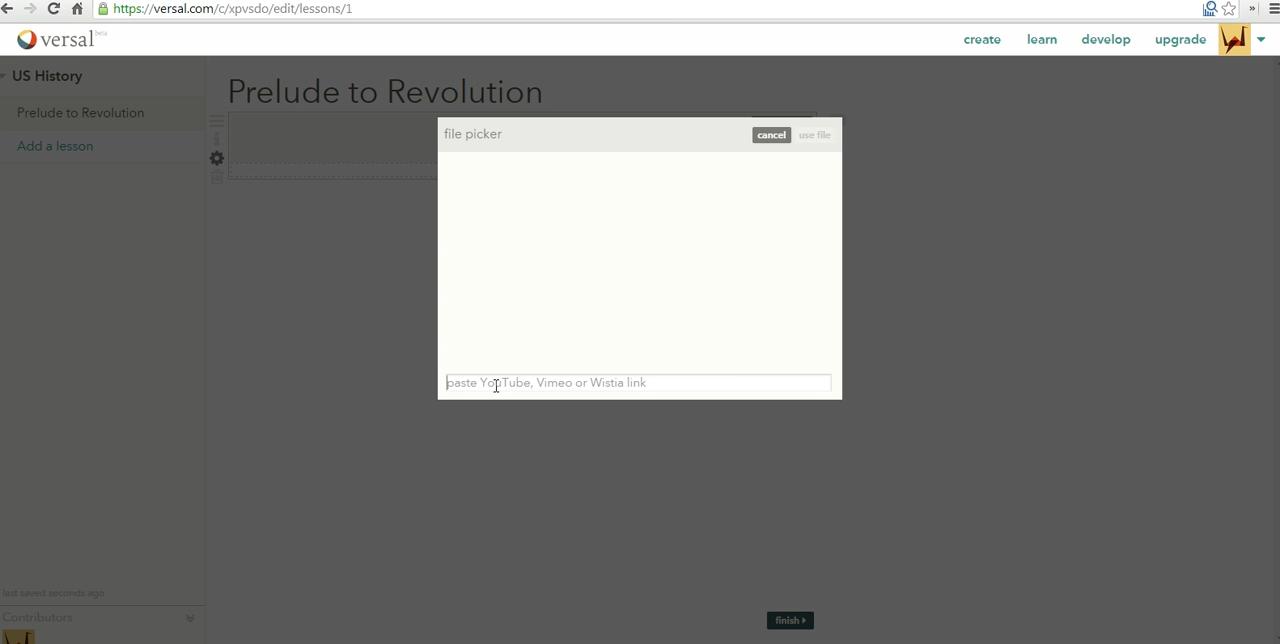 https://versal.com/c/xpvsdo/edit/lessons/1
versal beta
create learn develop upgrade
US History
Prelude to Revolution
Add a lesson
Prelude to Revolution
file picker
cancel use file
paste YouTube, Vimeo or Wistia link
last saved seconds ago
Contributors
finish